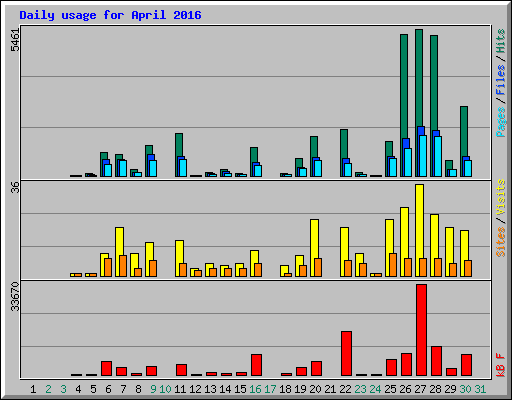 Daily usage for April 2016
5461
Pages / Files / Hits
36
Sites / Visits
33670
kB F
1 2 3 4 5 6 7 8 9 10 11 12 13 14 15 16 17 18 19 20 21 22 23 24 25 26 27 28 29 30 31